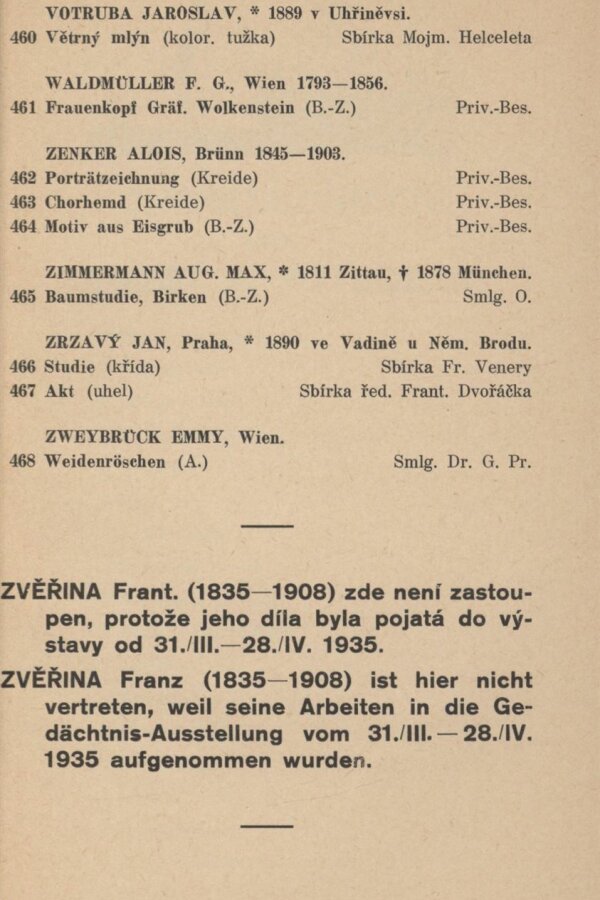 VOTRUBA JAROSLAV, * 1889 v Uhřiněvsi.
460 Větrný mlýn (kolor. tužka) Sbírka Mojm. Helceleta
WALDMÜLLER F. G., Wien 1793—1856.
461 Frauenkopf Gräf. Wolkenstein (B.-Z.) Priv.-Bes.
ZENKER ALOIS, Brünn 1845—1903.
462 Porträtzeichnung (Kreide) Priv.-Bes.
463 Chorhemd (Kreide) Priv.-Bes.
464 Motiv aus Eisgrub (B.-Z.) Priv.-Bes.
ZIMMERMANN AUG. MAX, * 1811 Zittau, † 1878 München.
465 Baumstudie, Birken (B.-Z.) Smlg. O.
ZRZAVÝ JAN, Praha, * 1890 ve Vadině u Něm. Brodu.
466 Studie (křída) Sbírka Fr. Venery
467 Akt (uhel) Sbírka řed. Frant. Dvořáčka
ZWEYBRÜCK EMMY, Wien.
468 Weidenröschen (A.) Smlg. Dr. G. Pr.
ZVĚŘINA Frant. (1835—1908) zde není zastou-
pen, protože jeho díla byla pojatá do vý-
stavy od 31./III.—28./IV. 1935.
ZVĚŘINA Franz (1835—1908) ist hier nicht
vertreten, weil seine Arbeiten in die Ge-
dächtnis-Ausstellung vom 31./III.—28./IV.
1935 aufgenommen wurden.